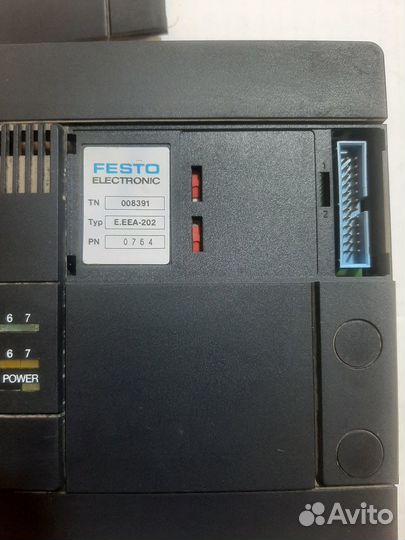 FESTO
ELECTRONIC
TN 008391
Typ E.EEA-202
PN 0764
1
2
6 7
6 7
POWER
Avito